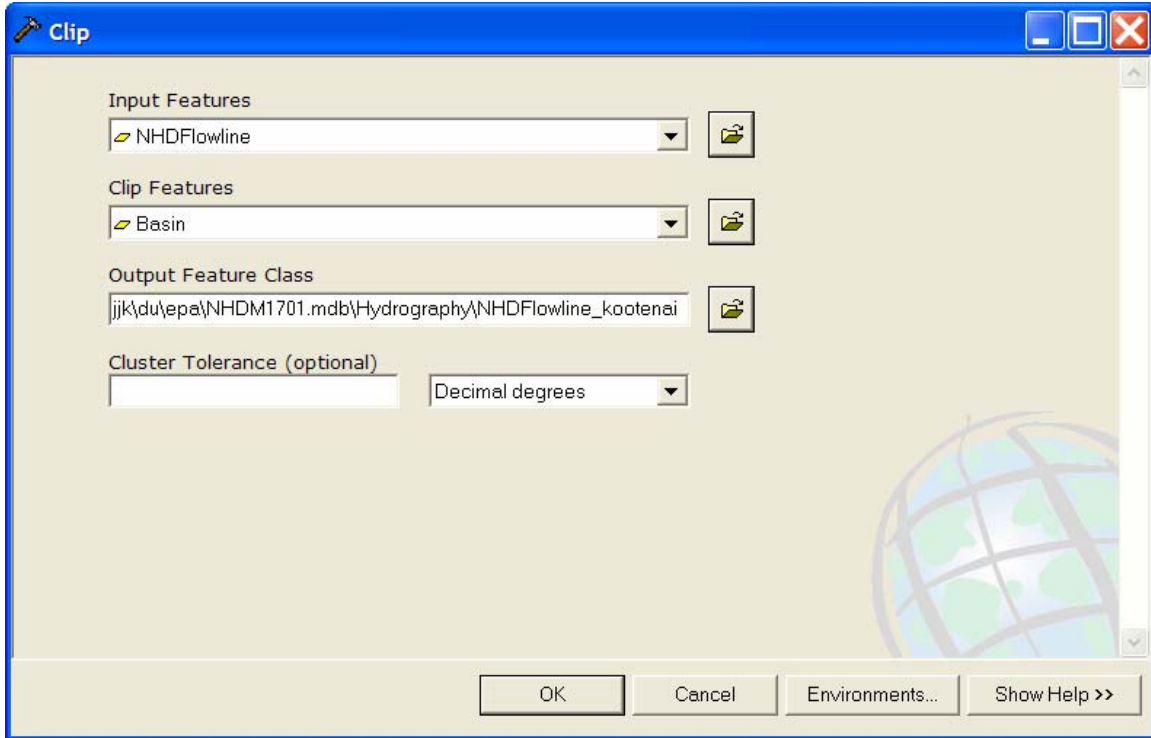 Clip
Input Features
NHDFlowline
Clip Features
Basin
Output Feature Class
jjk\du\epa\NHDM1701.mdb\Hydrography\NHDFlowline_kootenai
Cluster Tolerance (optional)
Decimal degrees
OK Cancel Environments... Show Help >>